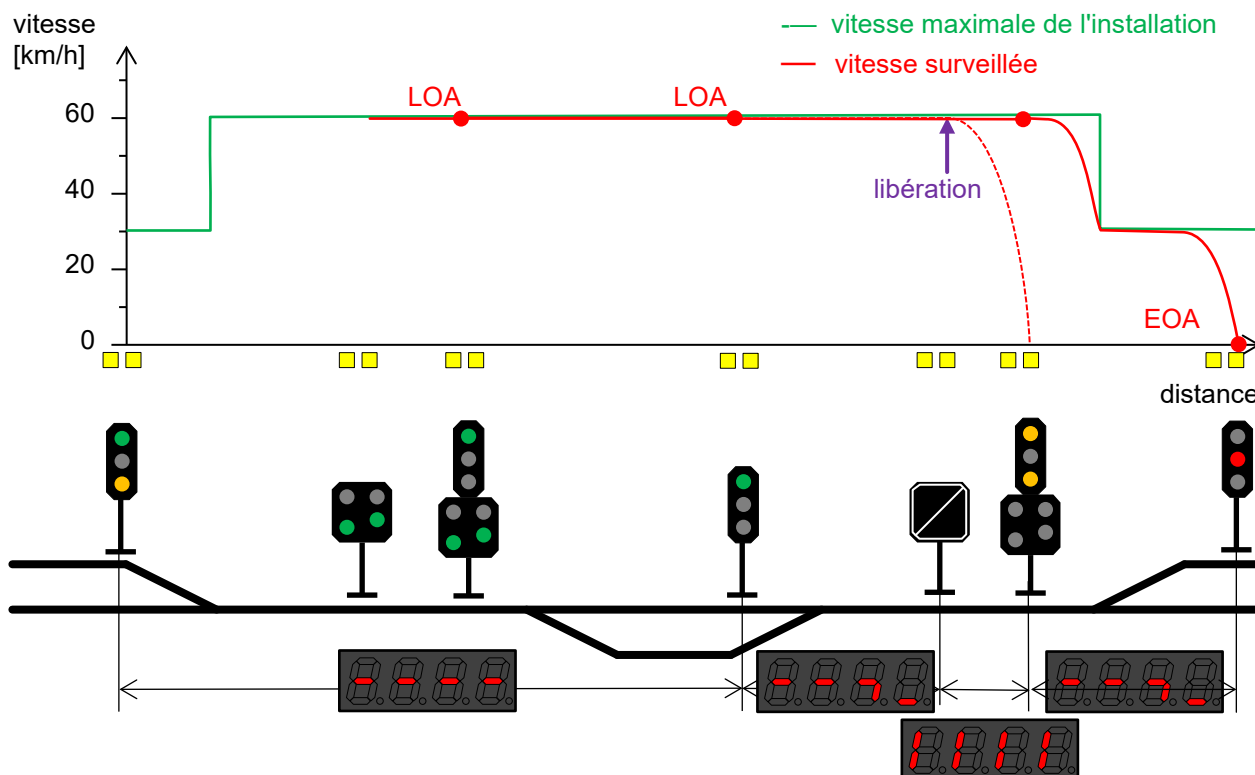 vitesse
[km/h]
vitesse maximale de l'installation
vitesse surveillée
LOA
LOA
60
40
20
0
libération
EOA
distance